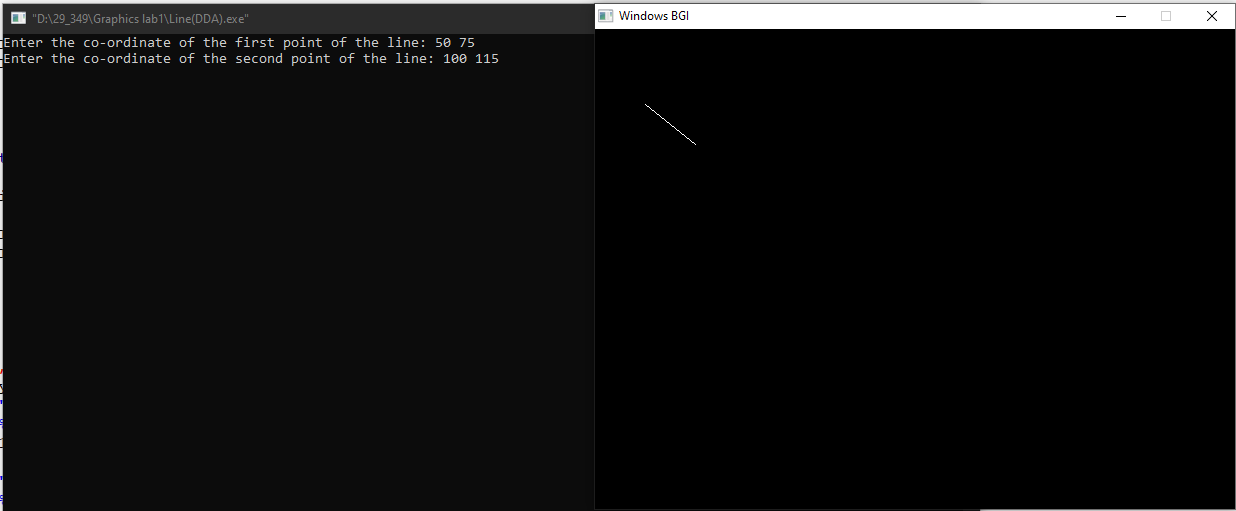 "D:\29_349\Graphics lab1\Line(DDA).exe"
Enter the co-ordinate of the first point of the line: 50 75
Enter the co-ordinate of the second point of the line: 100 115
Windows BGI